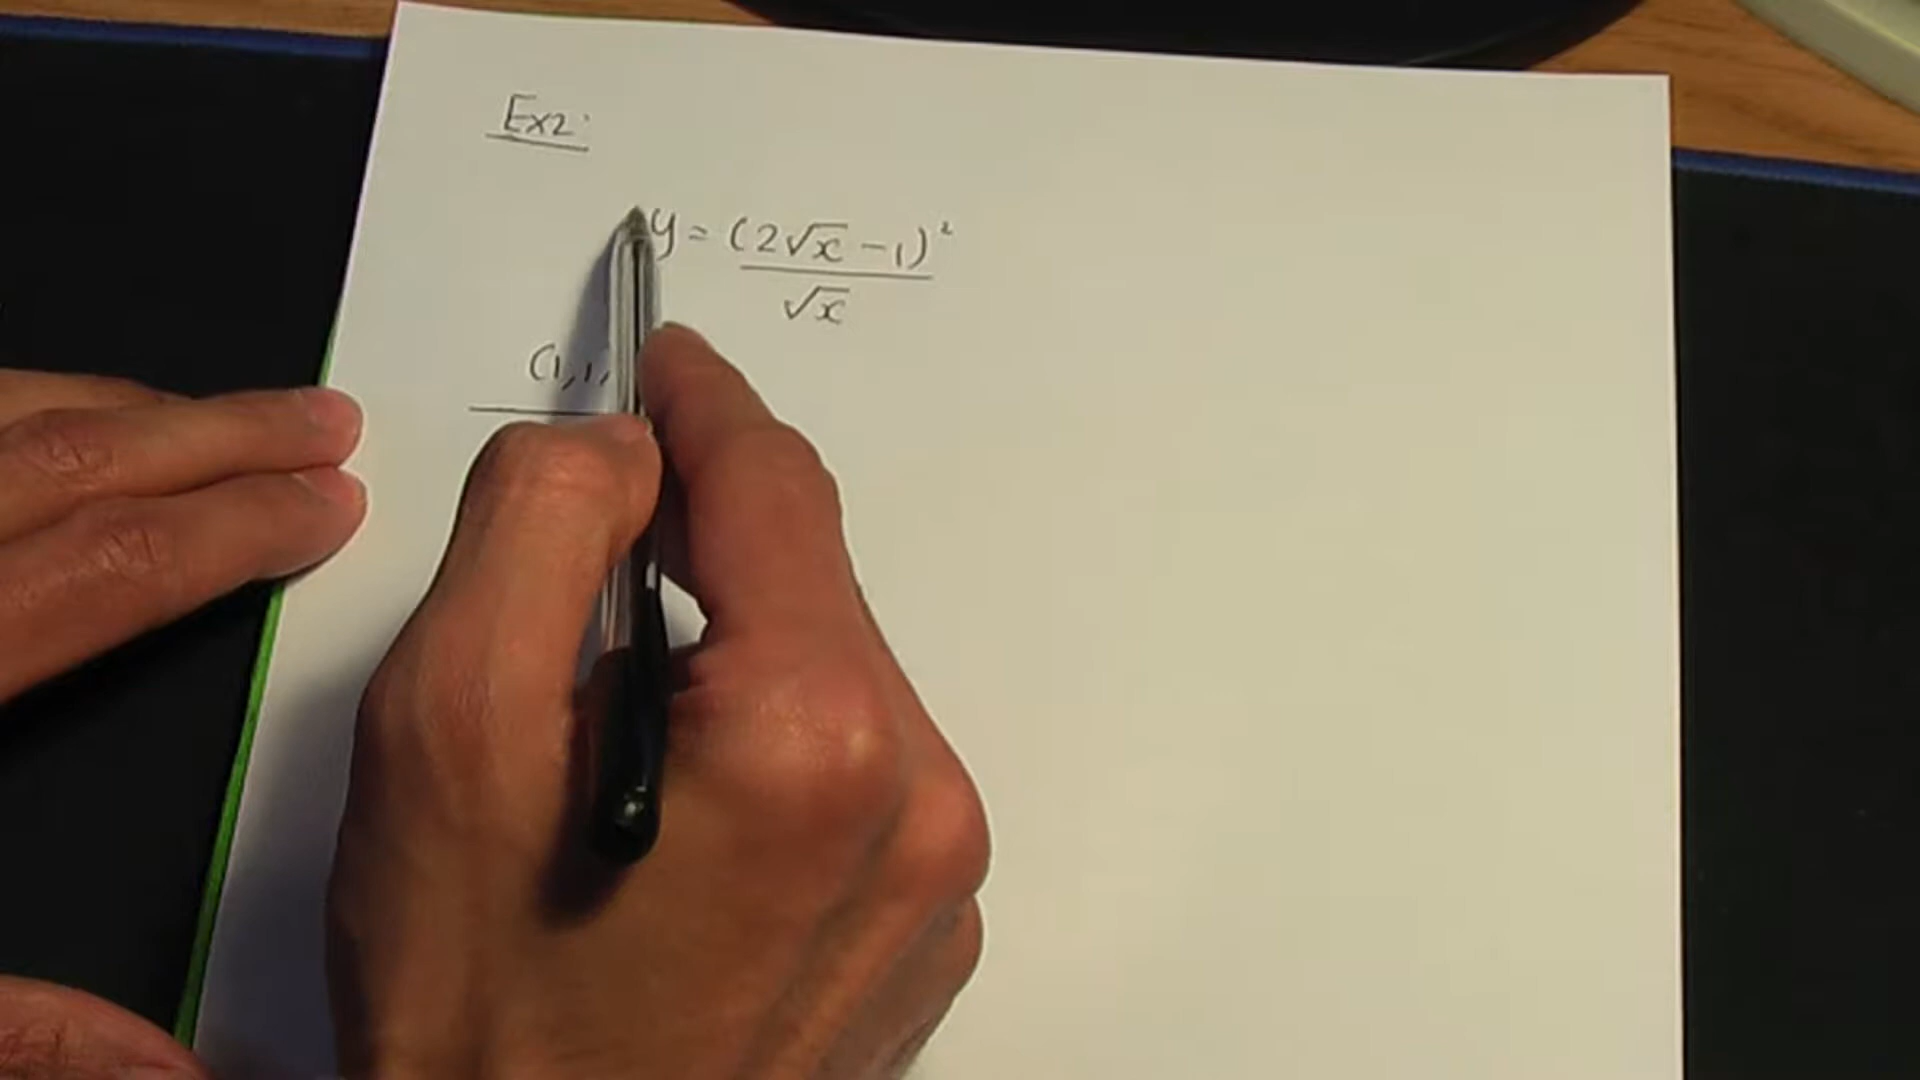 Ex2:
y = (2√x - 1)²
√x
(1,1,